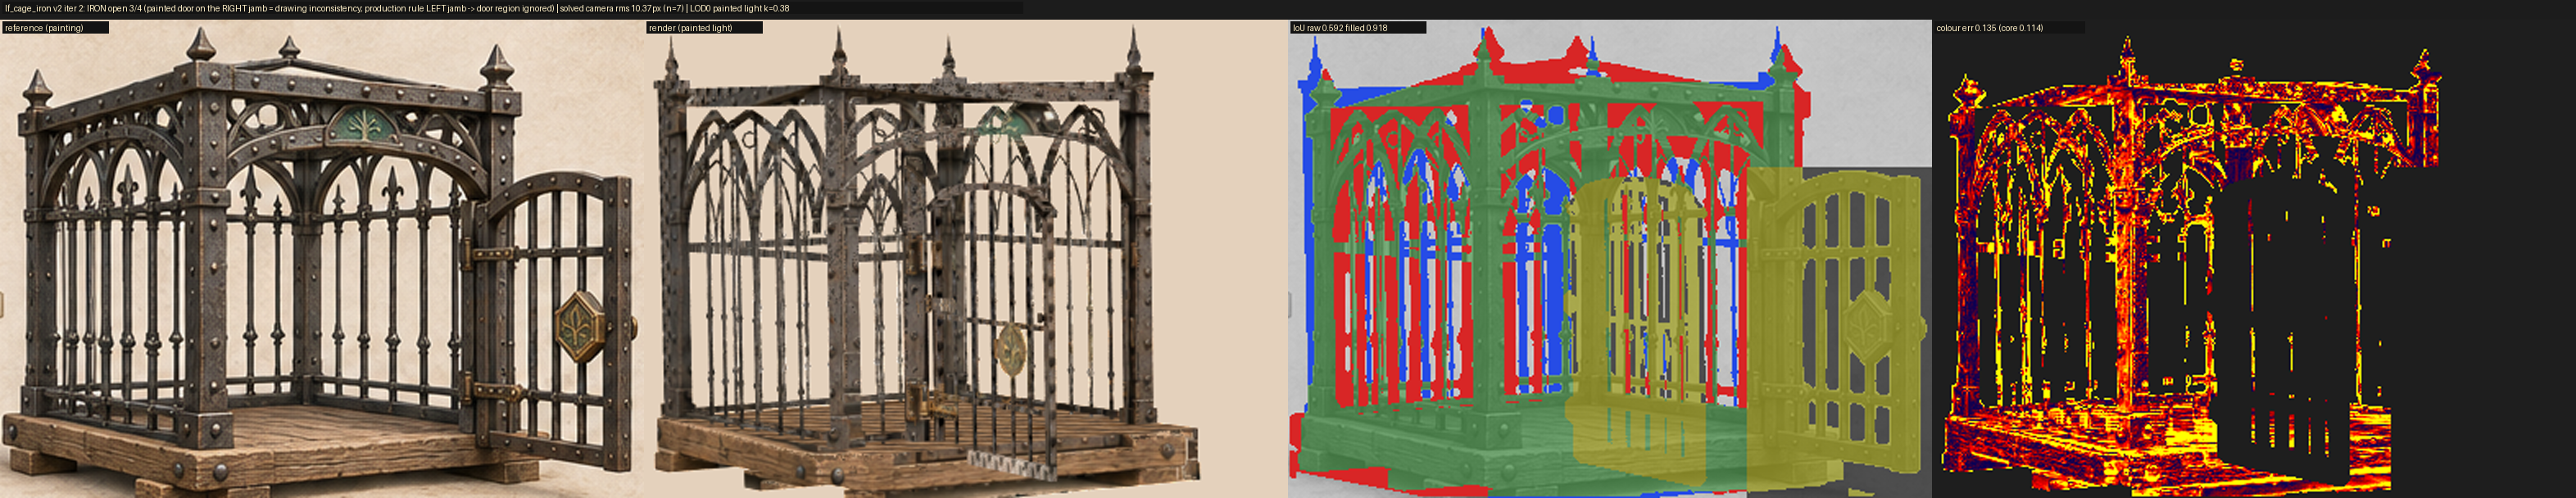 lf_cage_iron v2 iter 2: IRON open 3/4 (painted door on the RIGHT jamb = drawing inconsistency; production rule LEFT jamb -> door region ignored) | solved camera rms 10.37px (n=7) | LOD0 painted light k=0.38
reference (painting)
render (painted light)
IoU raw 0.592 filled 0.918
colour err 0.135 (core 0.114)